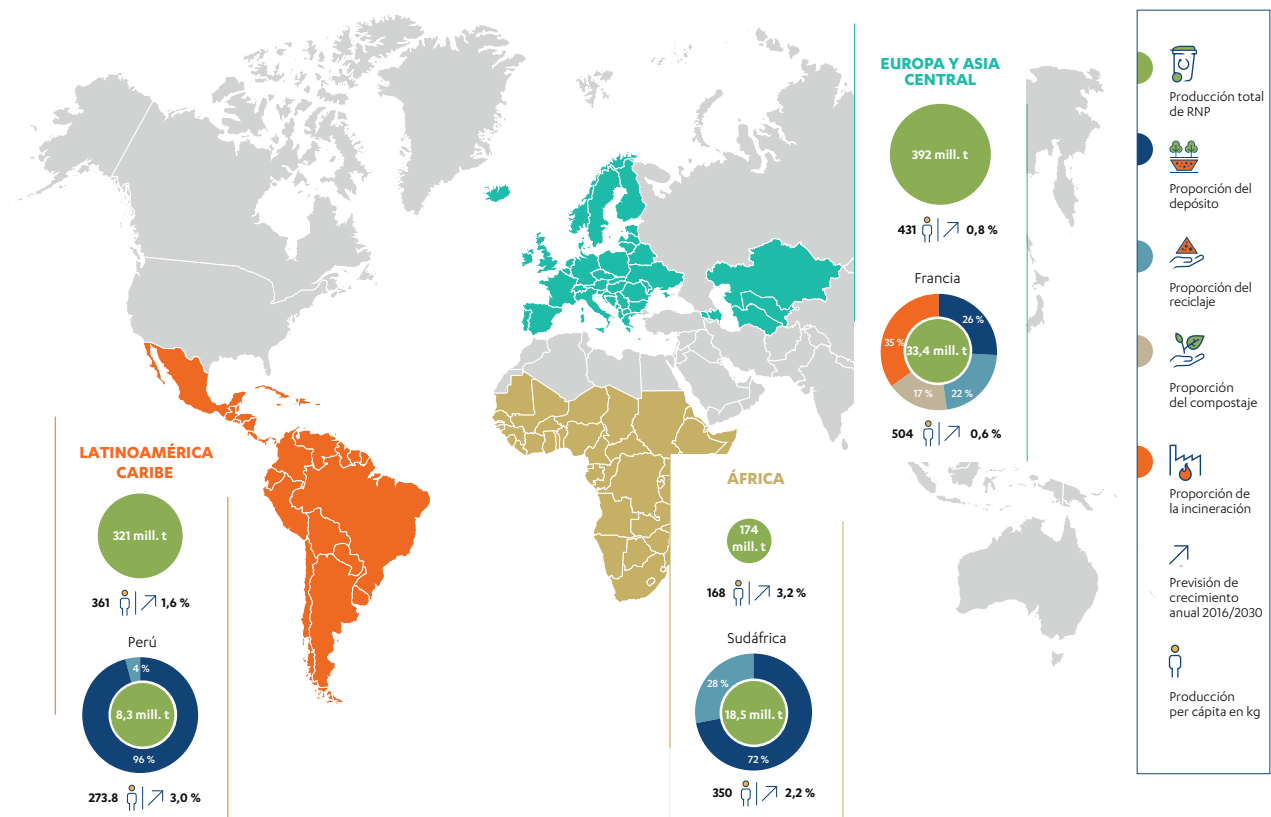 LATINOAMÉRICA
CARIBE
321 mill. t
361
1,6 %
Perú
4 %
8,3 mill. t
96 %
273.8
3,0 %
ÁFRICA
174
mill. t
168
3,2 %
Sudáfrica
28 %
18,5 mill. t
72 %
350
2,2 %
EUROPA Y ASIA
CENTRAL
392 mill. t
431
0,8 %
Francia
26 %
35 %
33,4 mill. t
17 %
22 %
504
0,6 %
Producción total
de RNP
Proporción del
depósito
Proporción del
reciclaje
Proporción
del compostaje
Proporción de
la incineración
Previsión de
crecimiento
anual 2016/2030
Producción
per cápita en kg